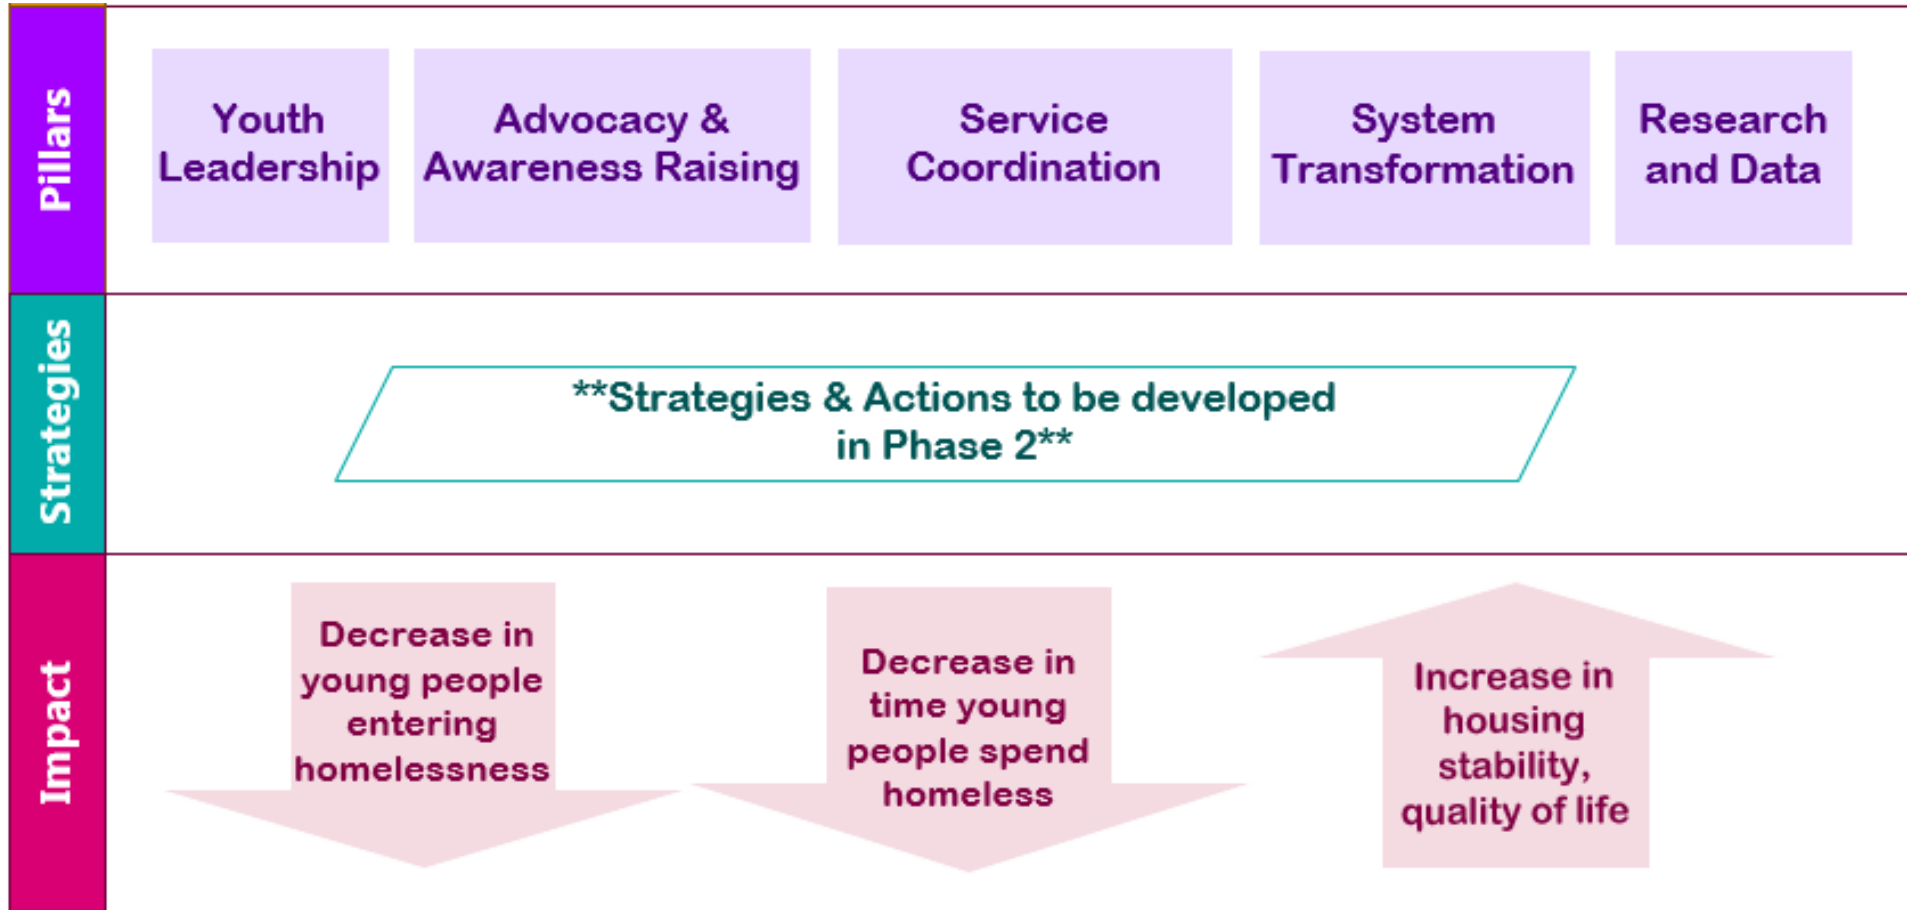 Pillars
Youth
Leadership
Advocacy &
Awareness Raising
Service
Coordination
System
Transformation
Research
and Data
Strategies
**Strategies & Actions to be developed
in Phase 2**
Impact
Decrease in
young people
entering
homelessness
Decrease in
time young
people spend
homeless
Increase in
housing
stability,
quality of life